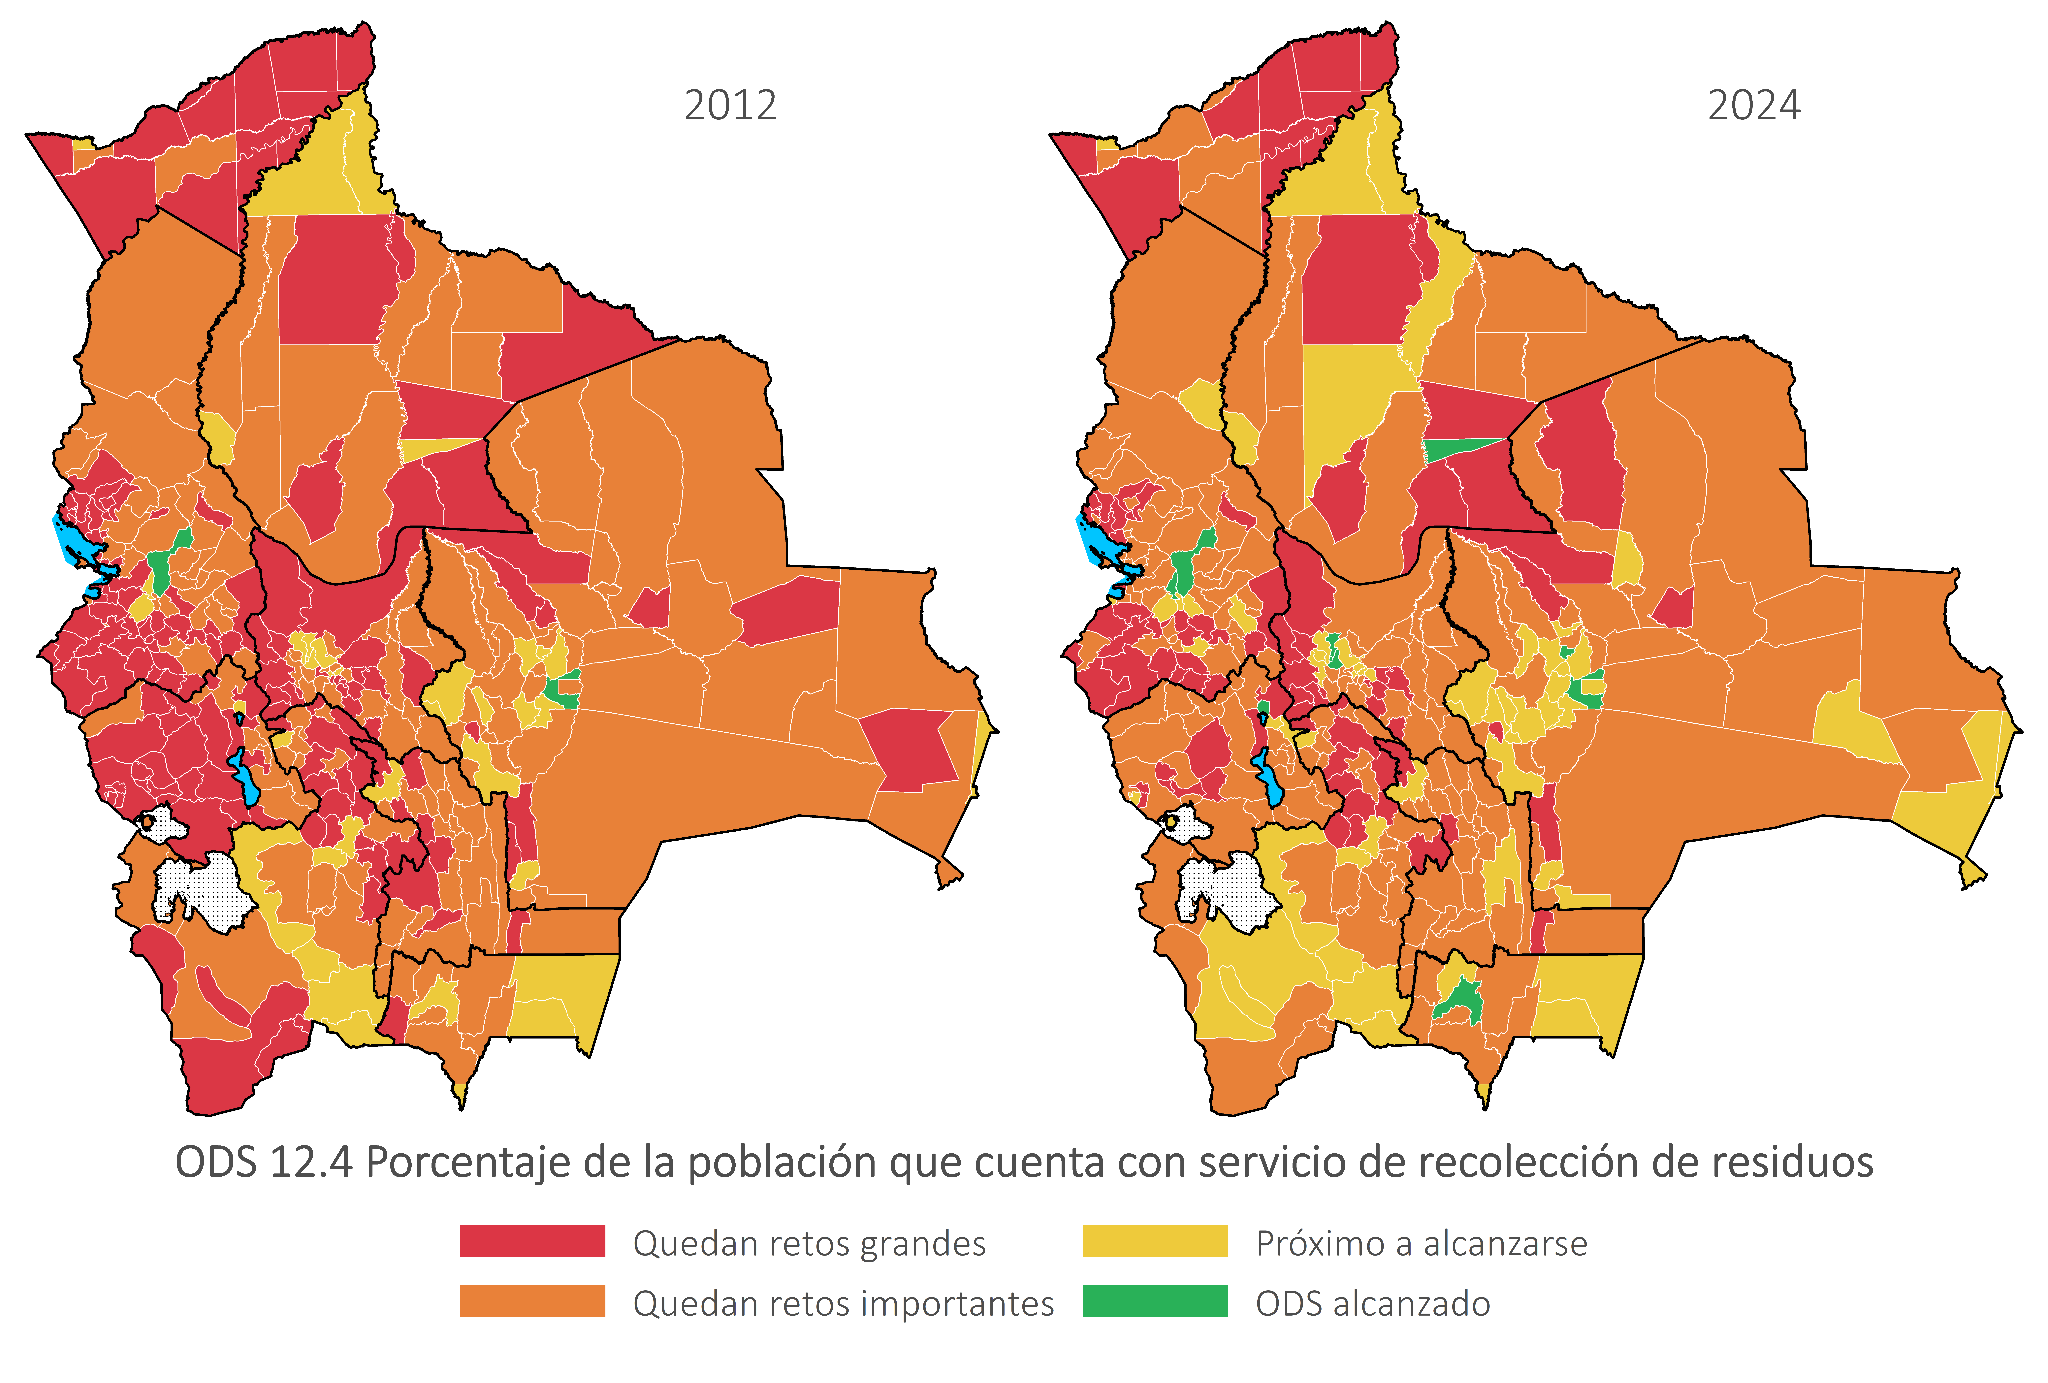 2012
2024
ODS 12.4 Porcentaje de la población que cuenta con servicio de recolección de residuos
Quedan retos grandes
Próximo a alcanzarse
Quedan retos importantes
ODS alcanzado